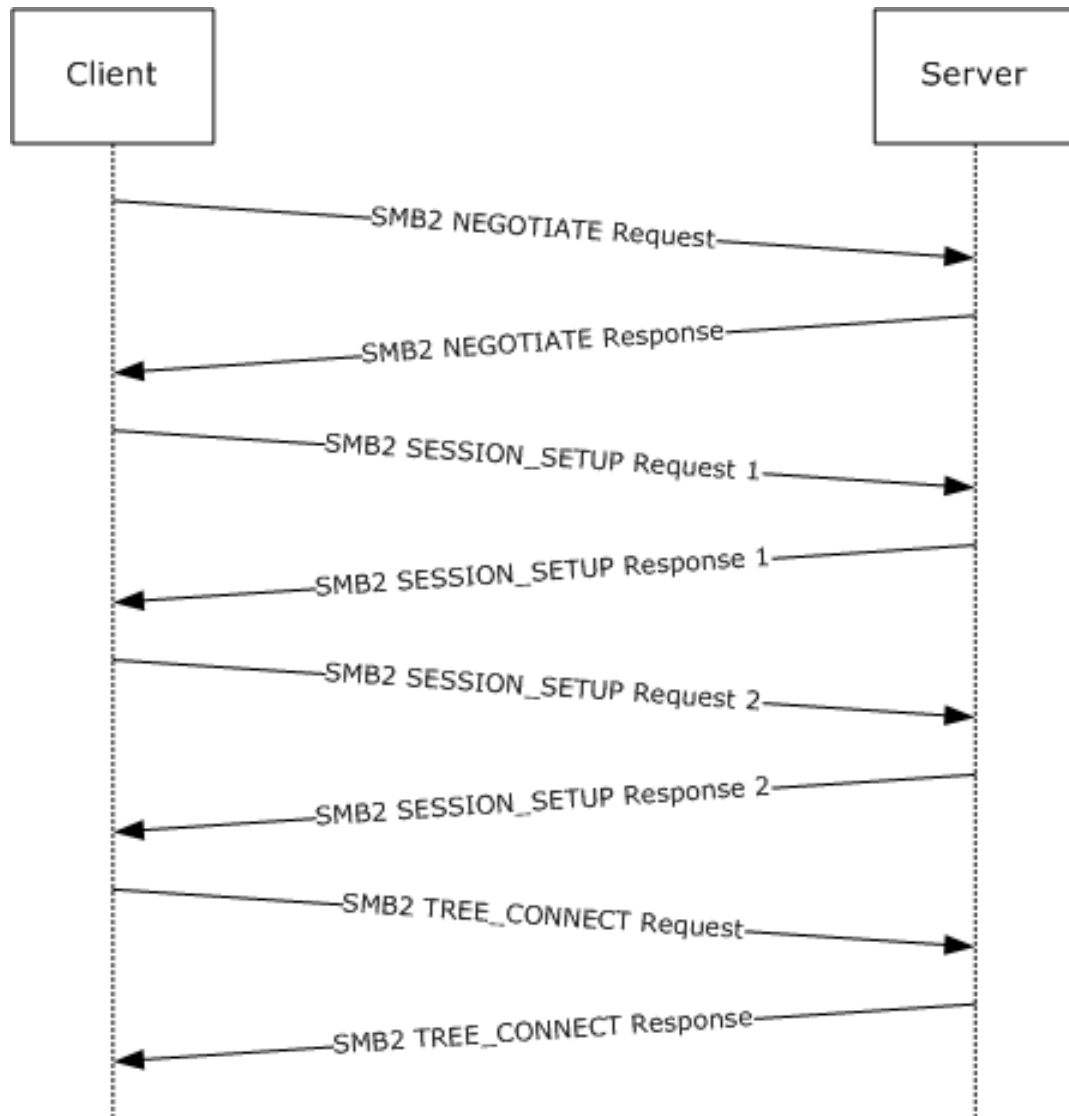 Client
Server
SMB2 NEGOTIATE Request
SMB2 NEGOTIATE Response
SMB2 SESSION_SETUP Request 1
SMB2 SESSION_SETUP Response 1
SMB2 SESSION_SETUP Request 2
SMB2 SESSION_SETUP Response 2
SMB2 TREE_CONNECT Request
SMB2 TREE_CONNECT Response